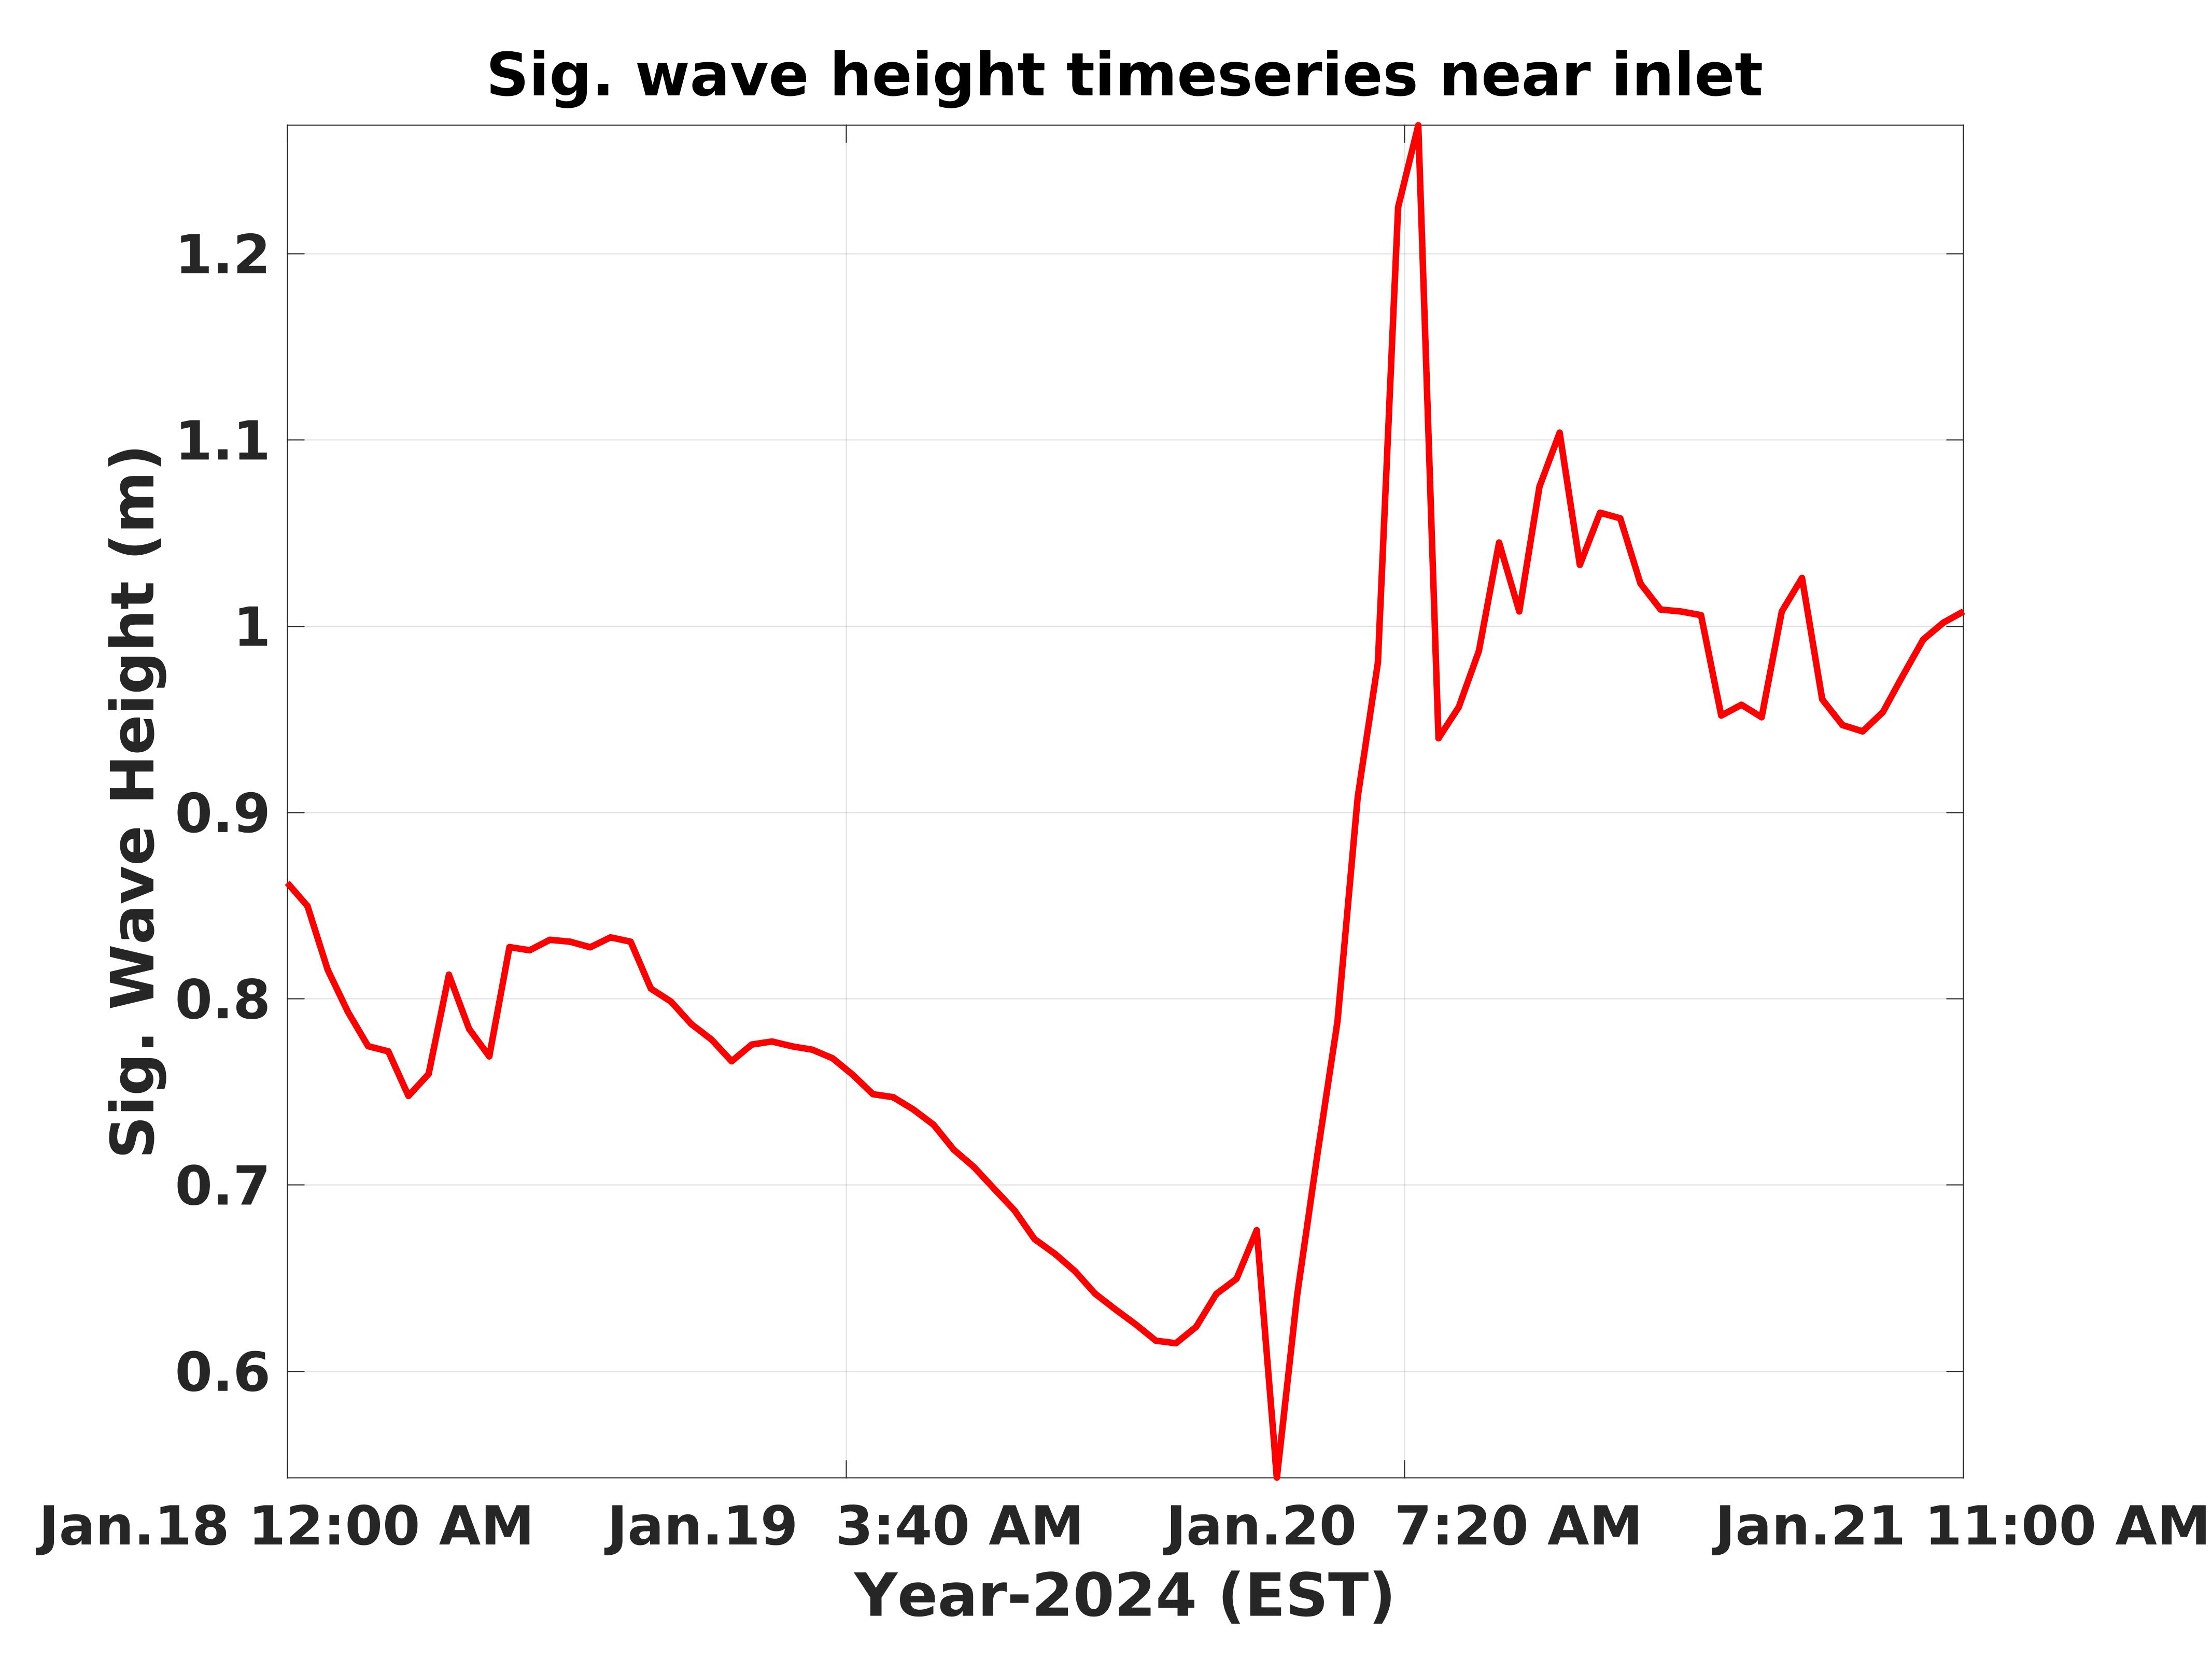 Sig. wave height timeseries near inlet
Sig. Wave Height (m)
1.2
1.1
1
0.9
0.8
0.7
0.6
Jan.18 12:00 AM
Jan.19 3:40 AM
Jan.20 7:20 AM
Jan.21 11:00 AM
Year-2024 (EST)